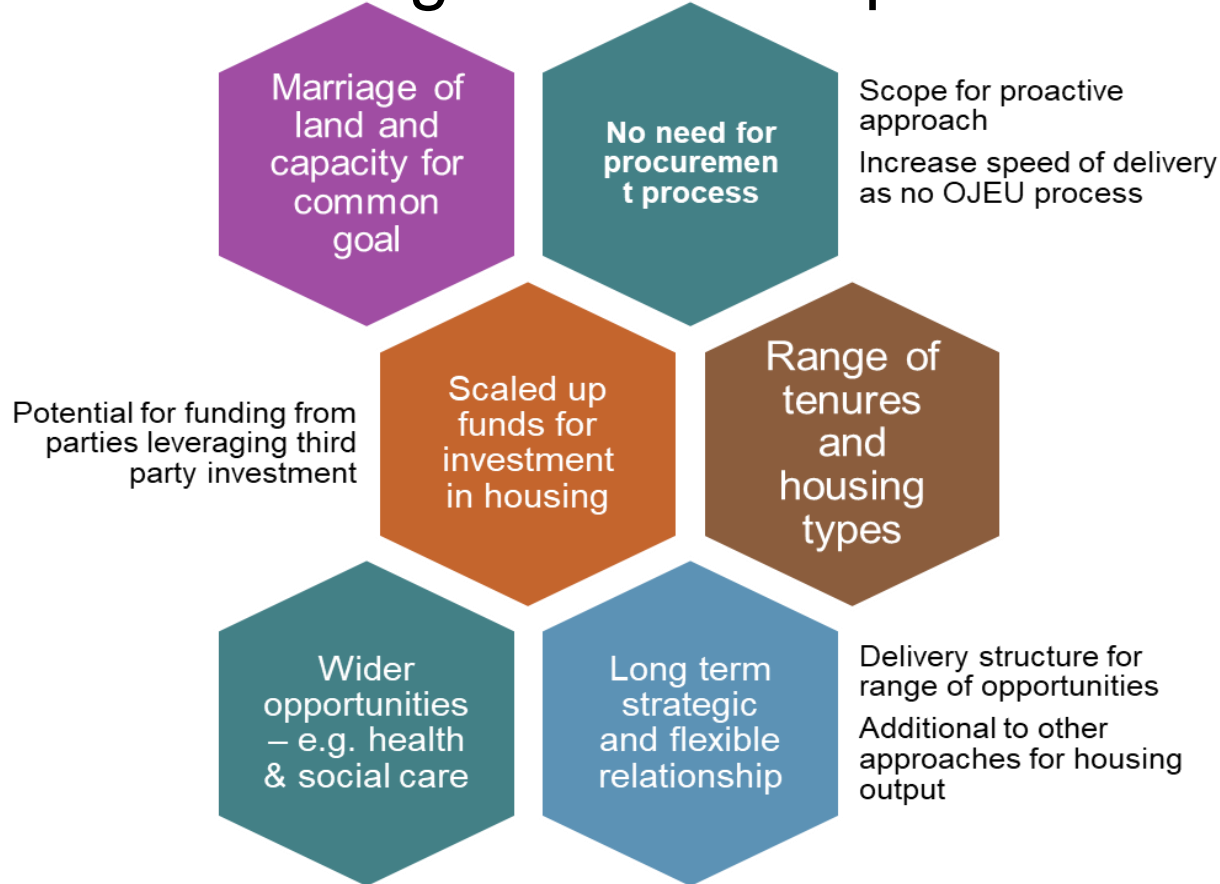 Marriage of
land and
capacity for
common
goal
No need for
procuremen
t process
Scope for proactive
approach
Increase speed of delivery
as no OJEU process
Potential for funding from
parties leveraging third
party investment
Scaled up
funds for
investment
in housing
Range of
tenures
and
housing
types
Wider
opportunities
– e.g. health
& social care
Long term
strategic
and flexible
relationship
Delivery structure for
range of opportunities
Additional to other
approaches for housing
output